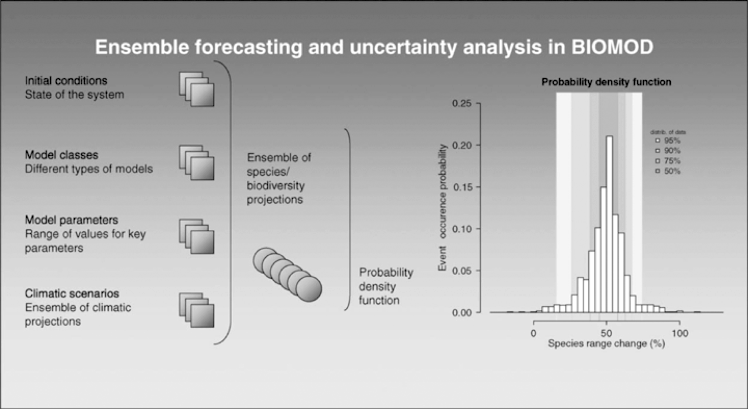 Ensemble forecasting and uncertainty analysis in BIOMOD
Initial conditions
State of the system
Model classes
Different types of models
Model parameters
Range of values for key
parameters
Climatic scenarios
Ensemble of climatic
projections
Ensemble of
species/
biodiversity
projections
Probability
density
function
Probability density function
distrib. of data
95%
90%
75%
50%
Event occurence probability
0.25
0.20
0.15
0.10
0.05
0.00
0 50 100
Species range change (%)